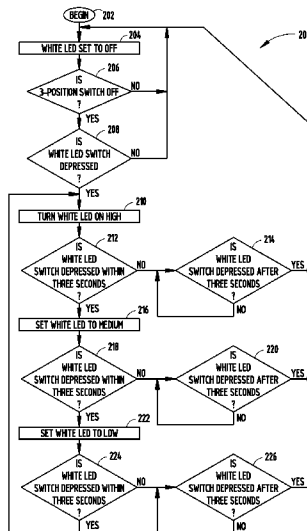 BEGIN
202
204
WHITE LED SET TO OFF
206
IS
3-POSITION SWITCH OFF
?
NO
YES
208
IS
WHITE LED SWITCH
DEPRESSED
?
NO
YES
210
TURN WHITE LED ON HIGH
212
IS
WHITE LED
SWITCH DEPRESSED WITHIN
THREE SECONDS
?
NO
YES
214
IS
WHITE LED
SWITCH DEPRESSED AFTER
THREE SECONDS
?
YES
NO
216
SET WHITE LED TO MEDIUM
218
IS
WHITE LED
SWITCH DEPRESSED WITHIN
THREE SECONDS
?
NO
YES
220
IS
WHITE LED
SWITCH DEPRESSED AFTER
THREE SECONDS
?
YES
NO
222
SET WHITE LED TO LOW
224
IS
WHITE LED
SWITCH DEPRESSED WITHIN
THREE SECONDS
?
NO
YES
226
IS
WHITE LED
SWITCH DEPRESSED AFTER
THREE SECONDS
?
YES
NO